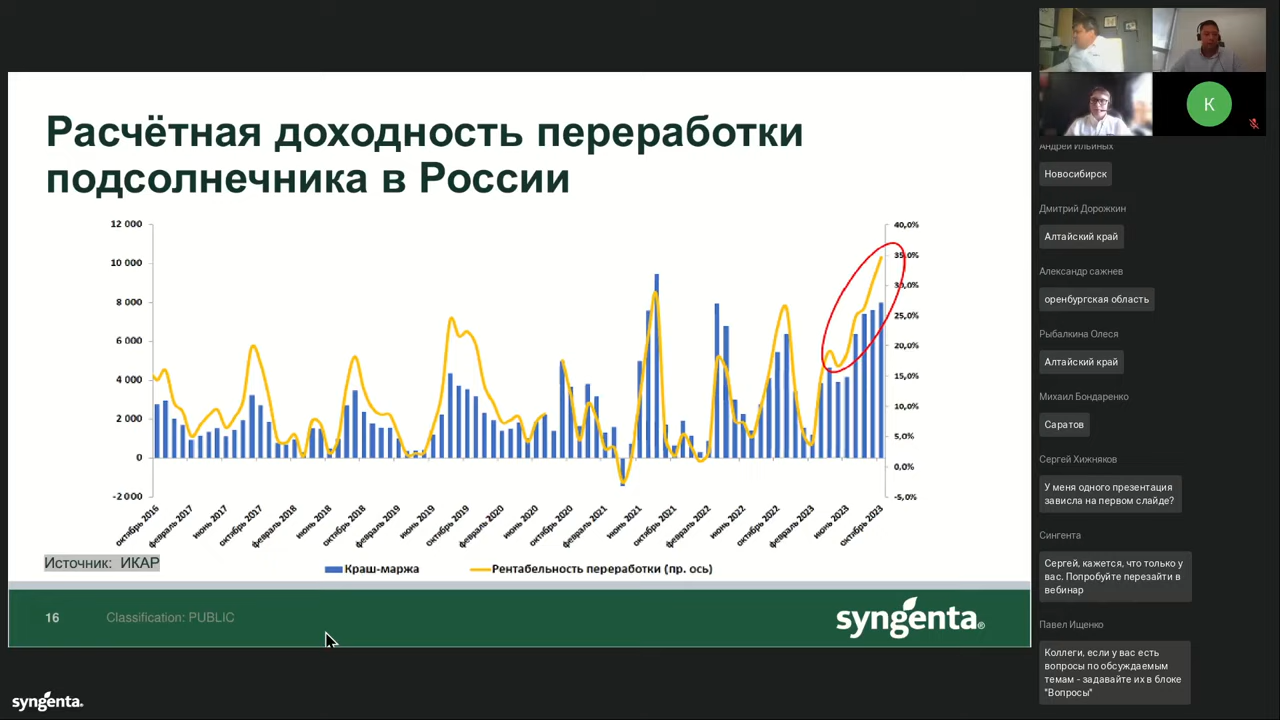 Расчётная доходность переработки
подсолнечника в России
12 000
10 000
8 000
6 000
4 000
2 000
0
-2 000
40,0%
35,0%
30,0%
25,0%
20,0%
15,0%
10,0%
5,0%
0,0%
-5,0%
октябрь 2016
февраль 2017
июнь 2017
октябрь 2017
февраль 2018
июнь 2018
октябрь 2018
февраль 2019
июнь 2019
октябрь 2019
февраль 2020
июнь 2020
октябрь 2020
февраль 2021
июнь 2021
октябрь 2021
февраль 2022
июнь 2022
октябрь 2022
февраль 2023
июнь 2023
октябрь 2023
Источник: ИКАР
Краш-маржа
Рентабельность переработки (пр. ось)
16
Classification: PUBLIC
syngenta®
syngenta.
К
Андрей Ильиных
Новосибирск
Дмитрий Дорожкин
Алтайский край
Александр сажнев
оренбургская область
Рыбалкина Олеся
Алтайский край
Михаил Бондаренко
Саратов
Сергей Хижняков
У меня одного презентация
зависла на первом слайде?
Сингента
Сергей, кажется, что только у
вас. Попробуйте перезайти в
вебинар
Павел Ищенко
Коллеги, если у вас есть
вопросы по обсуждаемым
темам - задавайте их в блоке
"Вопросы"